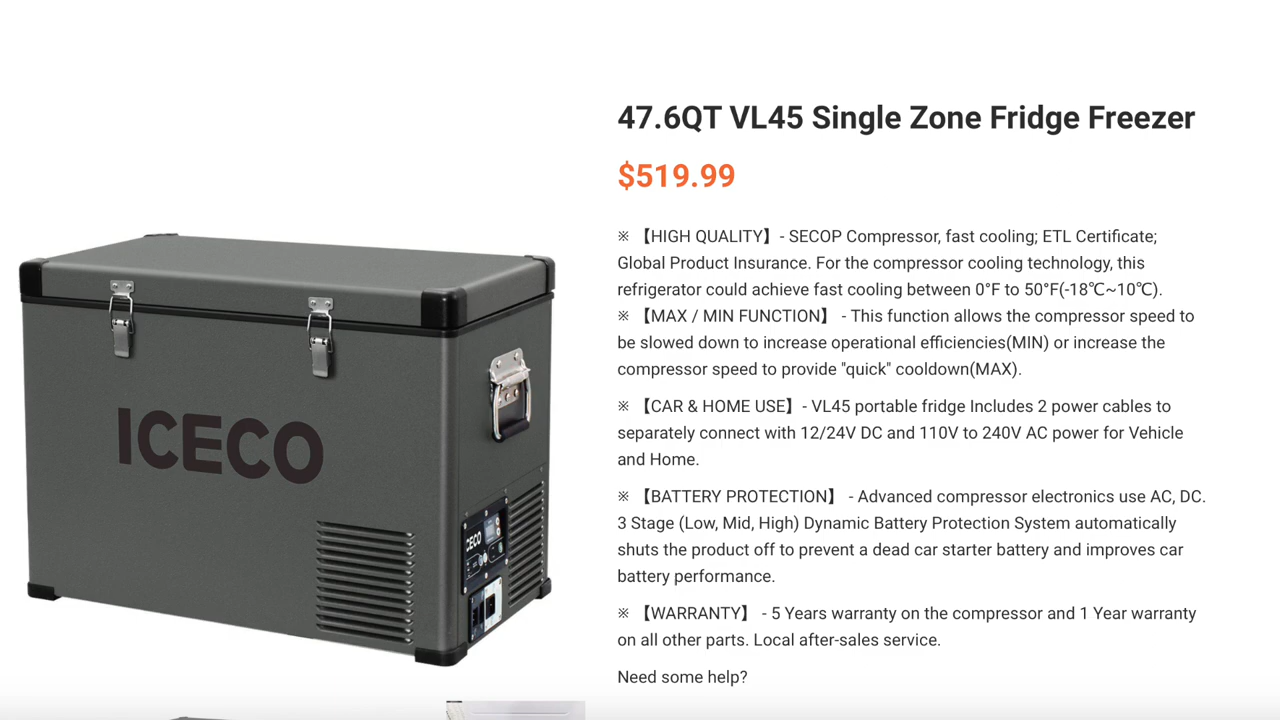 47.6QT VL45 Single Zone Fridge Freezer
$519.99
※ 【HIGH QUALITY】- SECOP Compressor, fast cooling; ETL Certificate;
Global Product Insurance. For the compressor cooling technology, this
refrigerator could achieve fast cooling between 0°F to 50°F(-18℃~10℃).
※ 【MAX / MIN FUNCTION】 - This function allows the compressor speed to
be slowed down to increase operational efficiencies(MIN) or increase the
compressor speed to provide "quick" cooldown(MAX).
※ 【CAR & HOME USE】- VL45 portable fridge Includes 2 power cables to
separately connect with 12/24V DC and 110V to 240V AC power for Vehicle
and Home.
※ 【BATTERY PROTECTION】 - Advanced compressor electronics use AC, DC.
3 Stage (Low, Mid, High) Dynamic Battery Protection System automatically
shuts the product off to prevent a dead car starter battery and improves car
battery performance.
※ 【WARRANTY】 - 5 Years warranty on the compressor and 1 Year warranty
on all other parts. Local after-sales service.
Need some help?
ICECO
ICECO